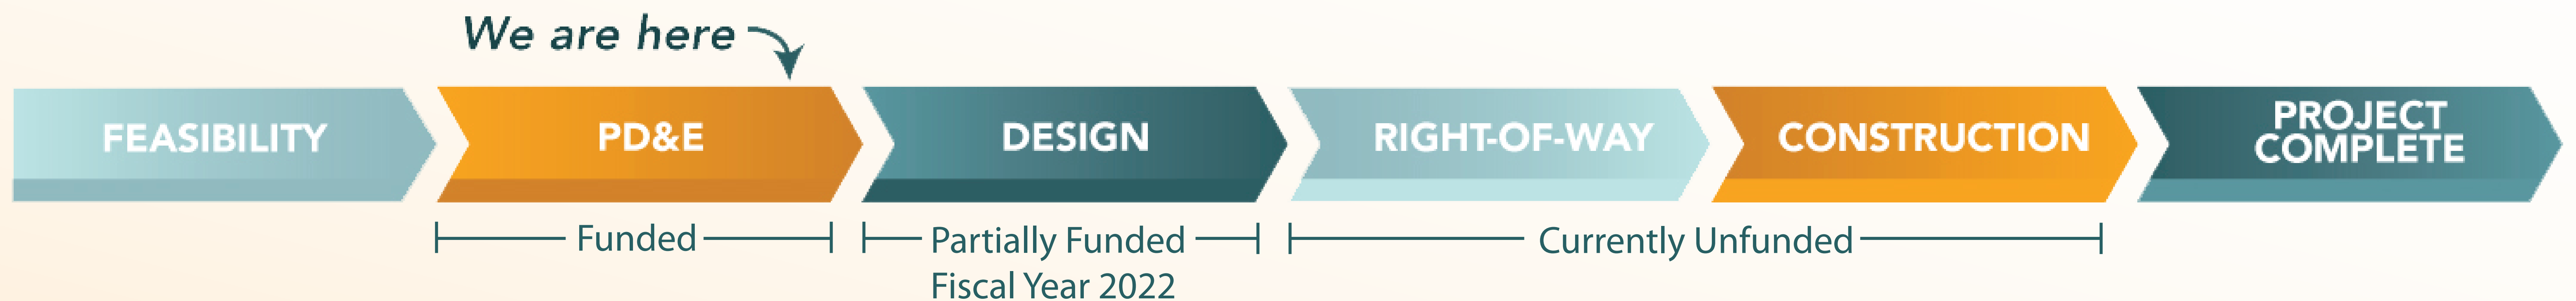 We are here
FEASIBILITY
PD&E
DESIGN
RIGHT-OF-WAY
CONSTRUCTION
PROJECT
COMPLETE
Funded
Partially Funded
Fiscal Year 2022
Currently Unfunded